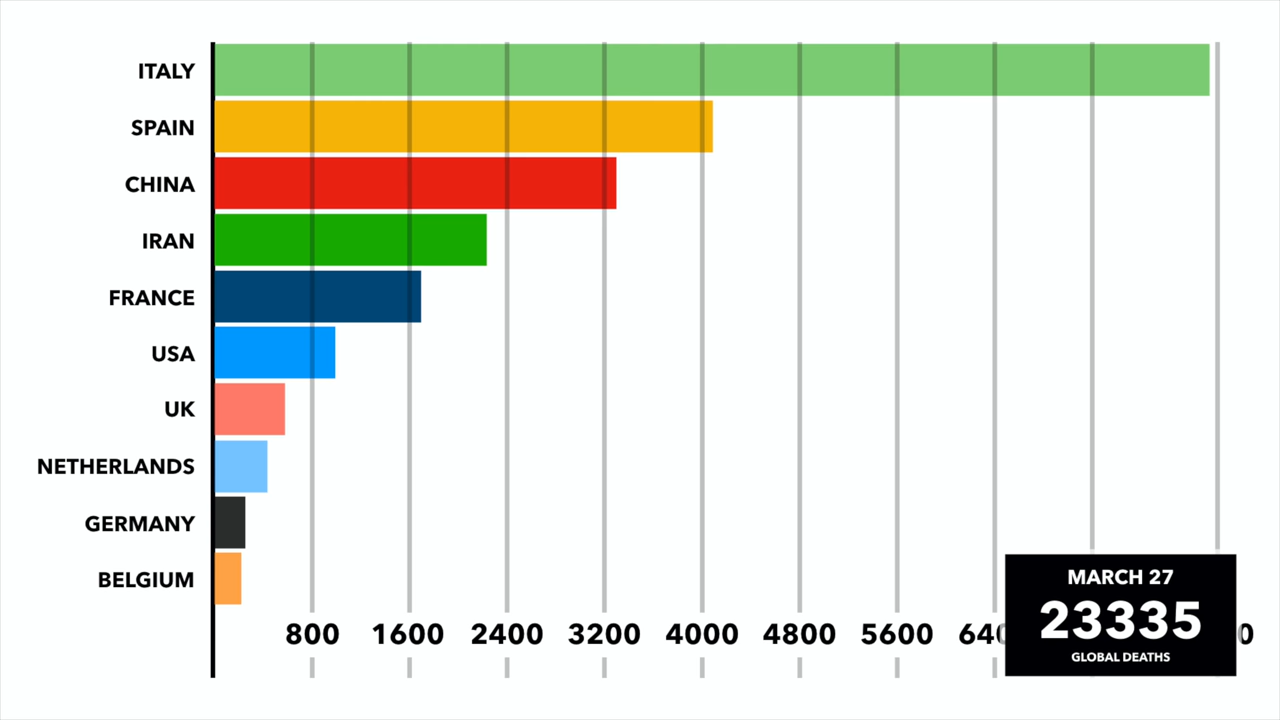 ITALY
SPAIN
CHINA
IRAN
FRANCE
USA
UK
NETHERLANDS
GERMANY
BELGIUM
800 1600 2400 3200 4000 4800 5600
MARCH 27
23335
GLOBAL DEATHS